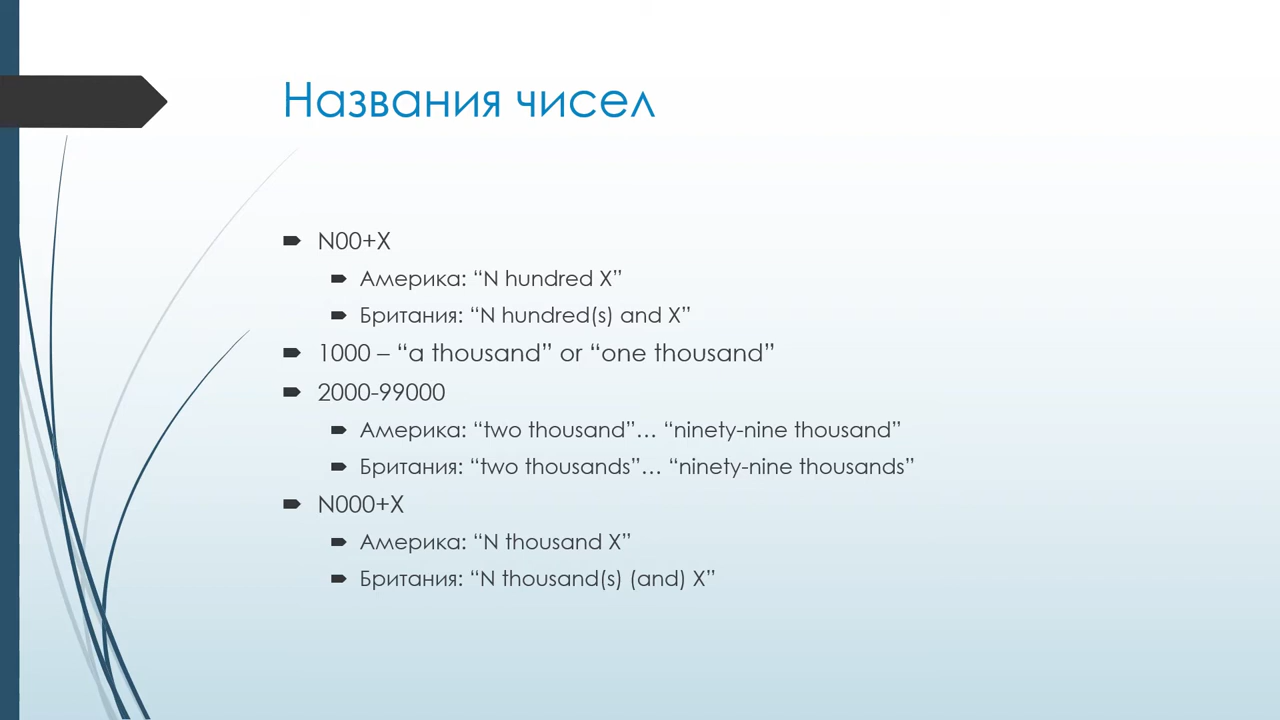 Названия чисел
N00+X
Америка: “N hundred X”
Британия: “N hundred(s) and X”
1000 – “a thousand” or “one thousand”
2000-99000
Америка: “two thousand”… “ninety-nine thousand”
Британия: “two thousands”… “ninety-nine thousands”
N000+X
Америка: “N thousand X”
Британия: “N thousand(s) (and) X”